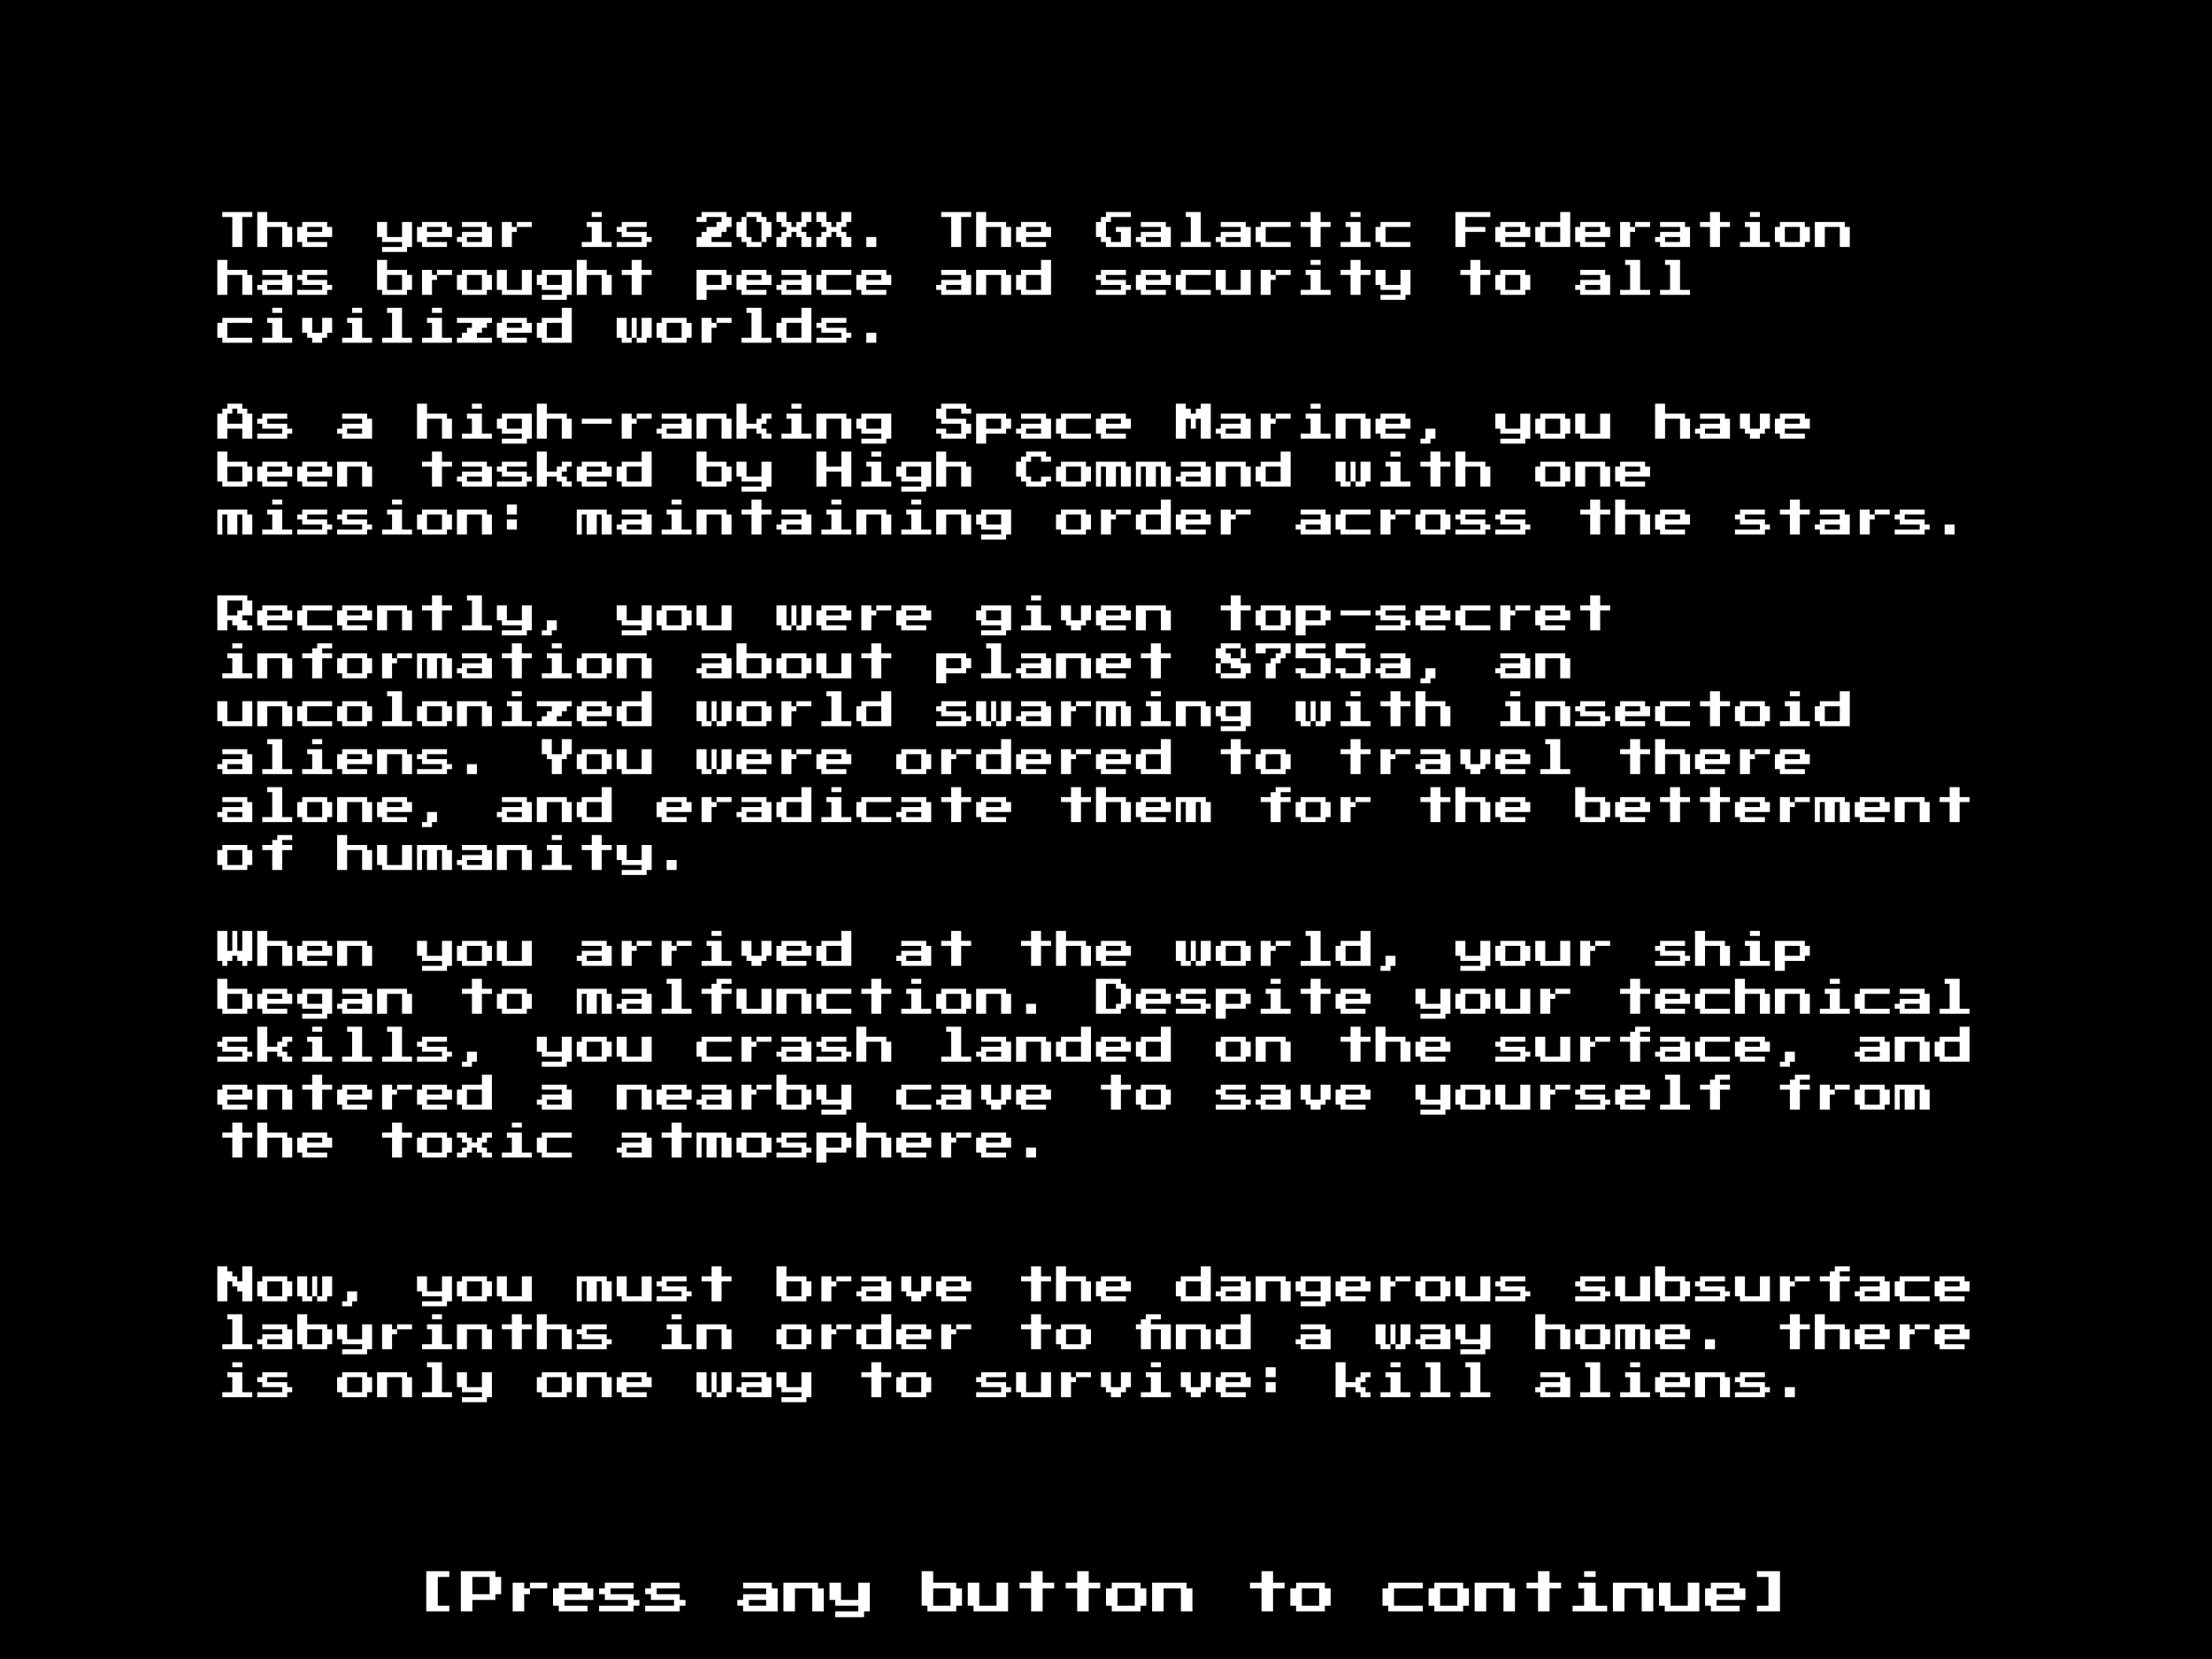 The year is 20XX. The Galactic Federation
has brought peace and security to all
civilized worlds.
As a high-ranking Space Marine, you have
been tasked by High Command with one
mission: maintaining order across the stars.
Recently, you were given top-secret
information about planet 8755a, an
uncolonized world swarming with insectoid
aliens. You were ordered to travel there
alone, and eradicate them for the betterment
of humanity.
When you arrived at the world, your ship
began to malfunction. Despite your technical
skills, you crash landed on the surface, and
entered a nearby cave to save yourself from
the toxic atmosphere.
Now, you must brave the dangerous subsurface
labyrinths in order to find a way home. there
is only one way to survive: kill aliens.
[Press any button to continue]